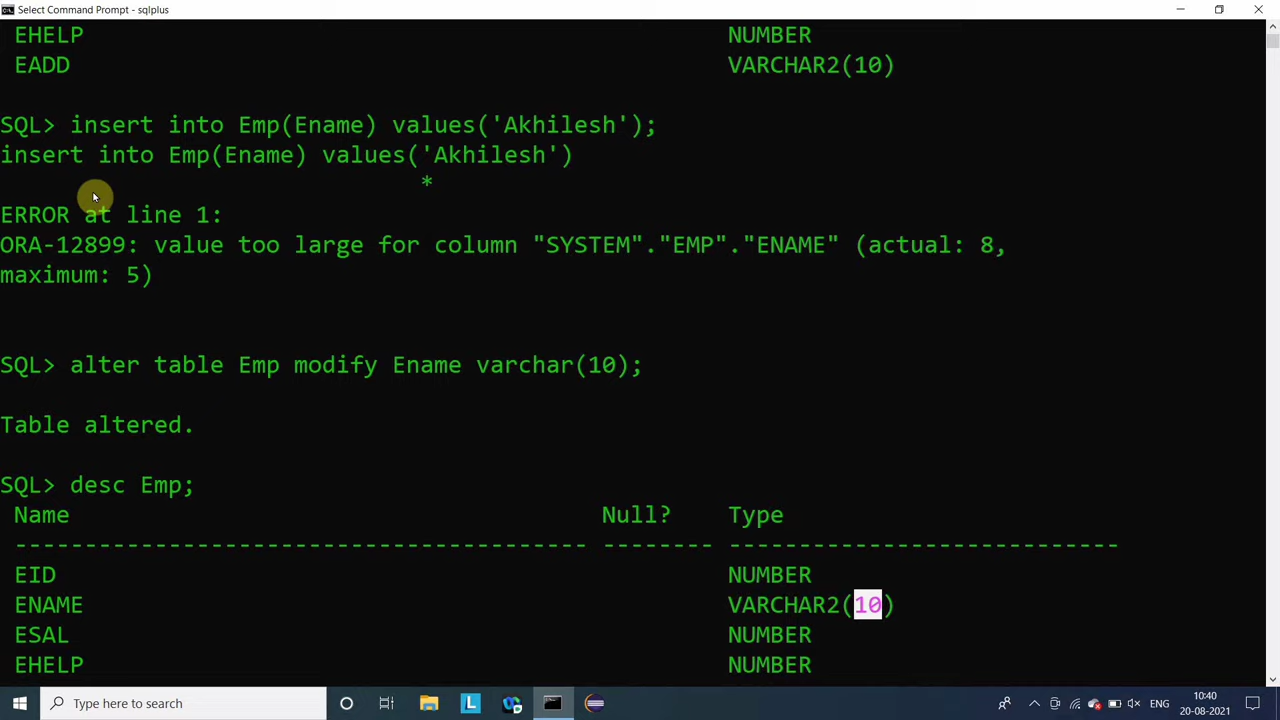 Select Command Prompt - sqlplus
EHELP NUMBER
EADD VARCHAR2(10)
SQL> insert into Emp(Ename) values('Akhilesh');
insert into Emp(Ename) values('Akhilesh')
*
ERROR at line 1:
ORA-12899: value too large for column "SYSTEM"."EMP"."ENAME" (actual: 8,
maximum: 5)
SQL> alter table Emp modify Ename varchar(10);
Table altered.
SQL> desc Emp;
Name Null? Type
----------------------------------------- -------- ----------------------------
EID NUMBER
ENAME VARCHAR2(10)
ESAL NUMBER
EHELP NUMBER
Type here to search
L
ENG
10:40
20-08-2021